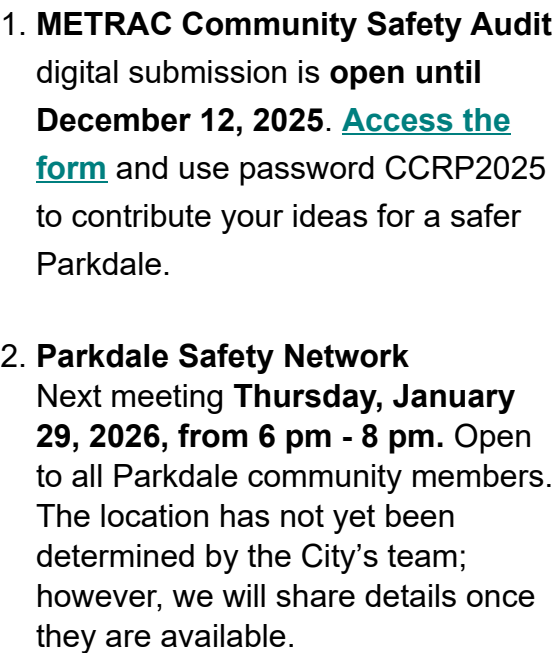 1. METRAC Community Safety Audit
digital submission is open until
December 12, 2025. Access the
form and use password CCRP2025
to contribute your ideas for a safer
Parkdale.
2. Parkdale Safety Network
Next meeting Thursday, January
29, 2026, from 6 pm - 8 pm. Open
to all Parkdale community members.
The location has not yet been
determined by the City’s team;
however, we will share details once
they are available.